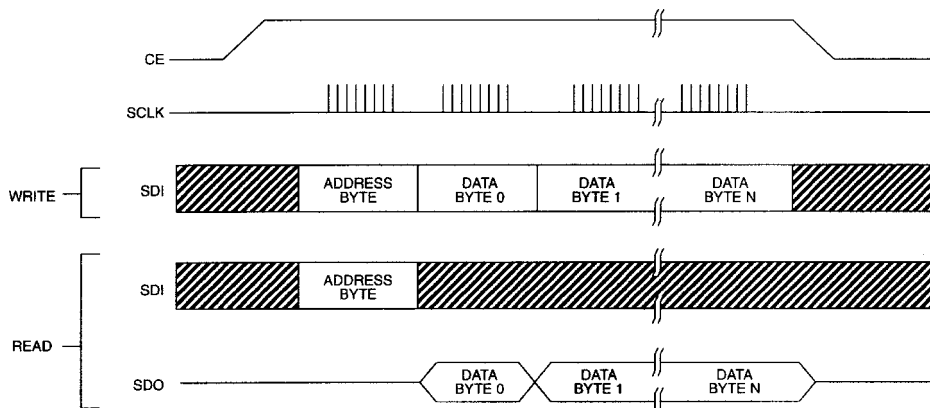 CE
SCLK
WRITE
SDI
ADDRESS
BYTE
DATA
BYTE 0
DATA
BYTE 1
DATA
BYTE N
READ
SDI
ADDRESS
BYTE
SDO
DATA
BYTE 0
DATA
BYTE 1
DATA
BYTE N